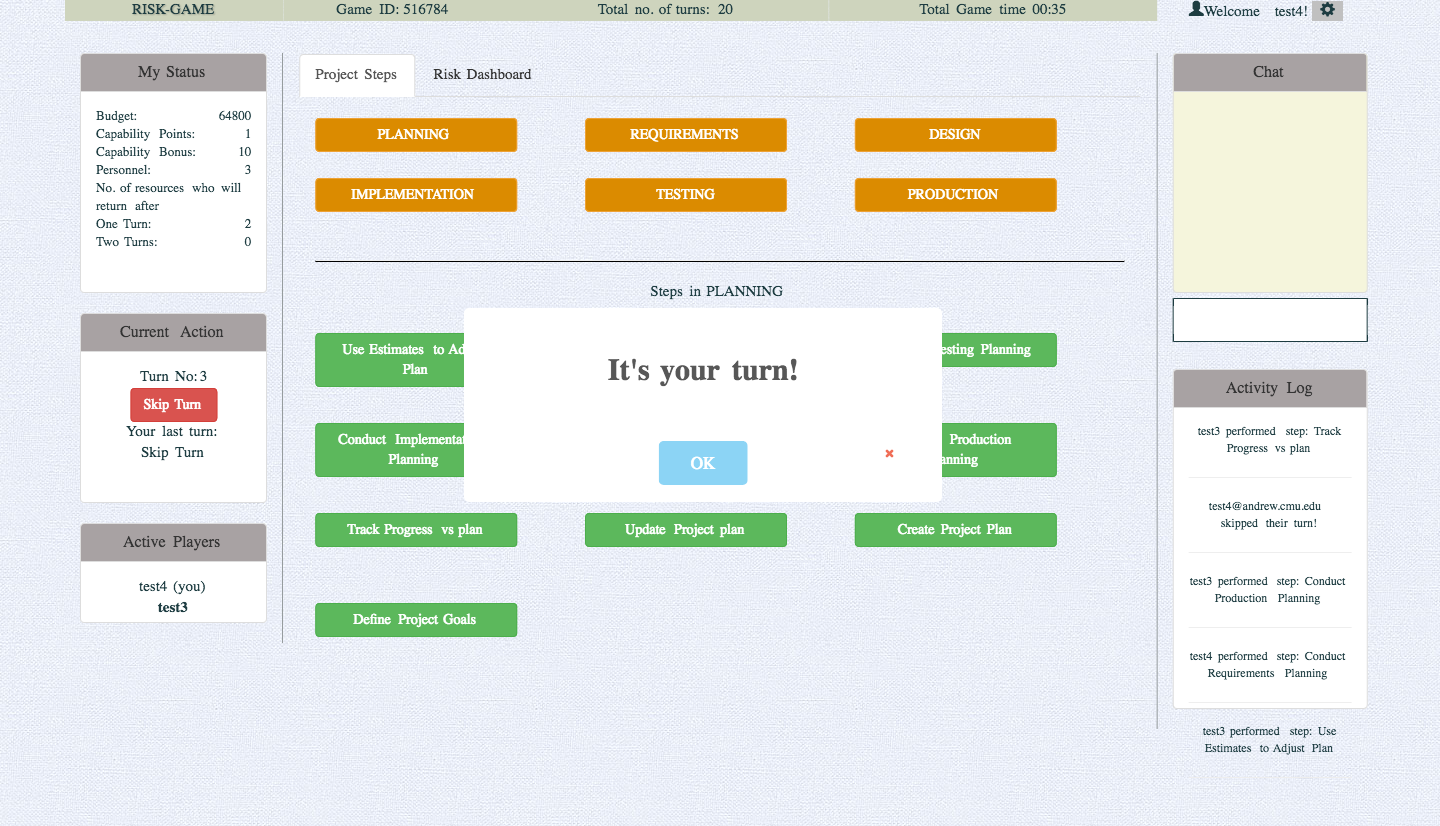 RISK-GAME
Game ID: 516784
Total no. of turns: 20
Total Game time 00:35
Welcome test4!
My Status
Budget: 64800
Capability Points: 1
Capability Bonus: 10
Personnel: 3
No. of resources who will
return after
One Turn: 2
Two Turns: 0
Current Action
Turn No: 3
Skip Turn
Your last turn:
Skip Turn
Active Players
test4 (you)
test3
Project Steps
Risk Dashboard
PLANNING
REQUIREMENTS
DESIGN
IMPLEMENTATION
TESTING
PRODUCTION
Steps in PLANNING
Use Estimates to Ad
Plan
esting Planning
It's your turn!
OK
Conduct Implementat
Planning
Production
anning
Track Progress vs plan
Update Project plan
Create Project Plan
Define Project Goals
Chat
Activity Log
test3 performed step: Track
Progress vs plan
test4@andrew.cmu.edu
skipped their turn!
test3 performed step: Conduct
Production Planning
test4 performed step: Conduct
Requirements Planning
test3 performed step: Use
Estimates to Adjust Plan